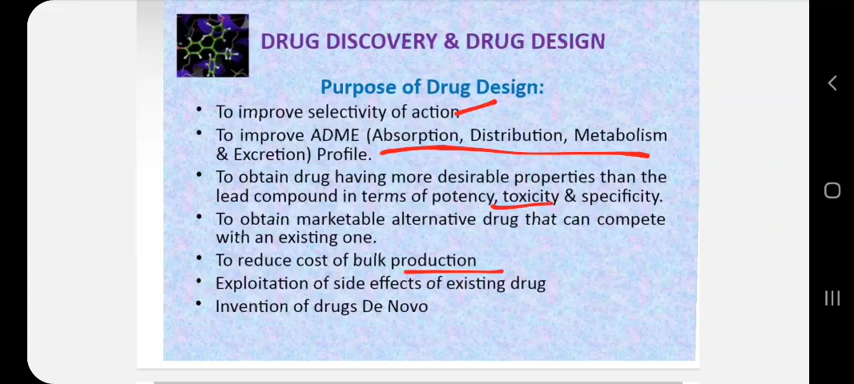 DRUG DISCOVERY & DRUG DESIGN
Purpose of Drug Design:
• To improve selectivity of action
• To improve ADME (Absorption, Distribution, Metabolism
& Excretion) Profile.
• To obtain drug having more desirable properties than the
lead compound in terms of potency, toxicity & specificity.
• To obtain marketable alternative drug that can compete
with an existing one.
• To reduce cost of bulk production
• Exploitation of side effects of existing drug
• Invention of drugs De Novo